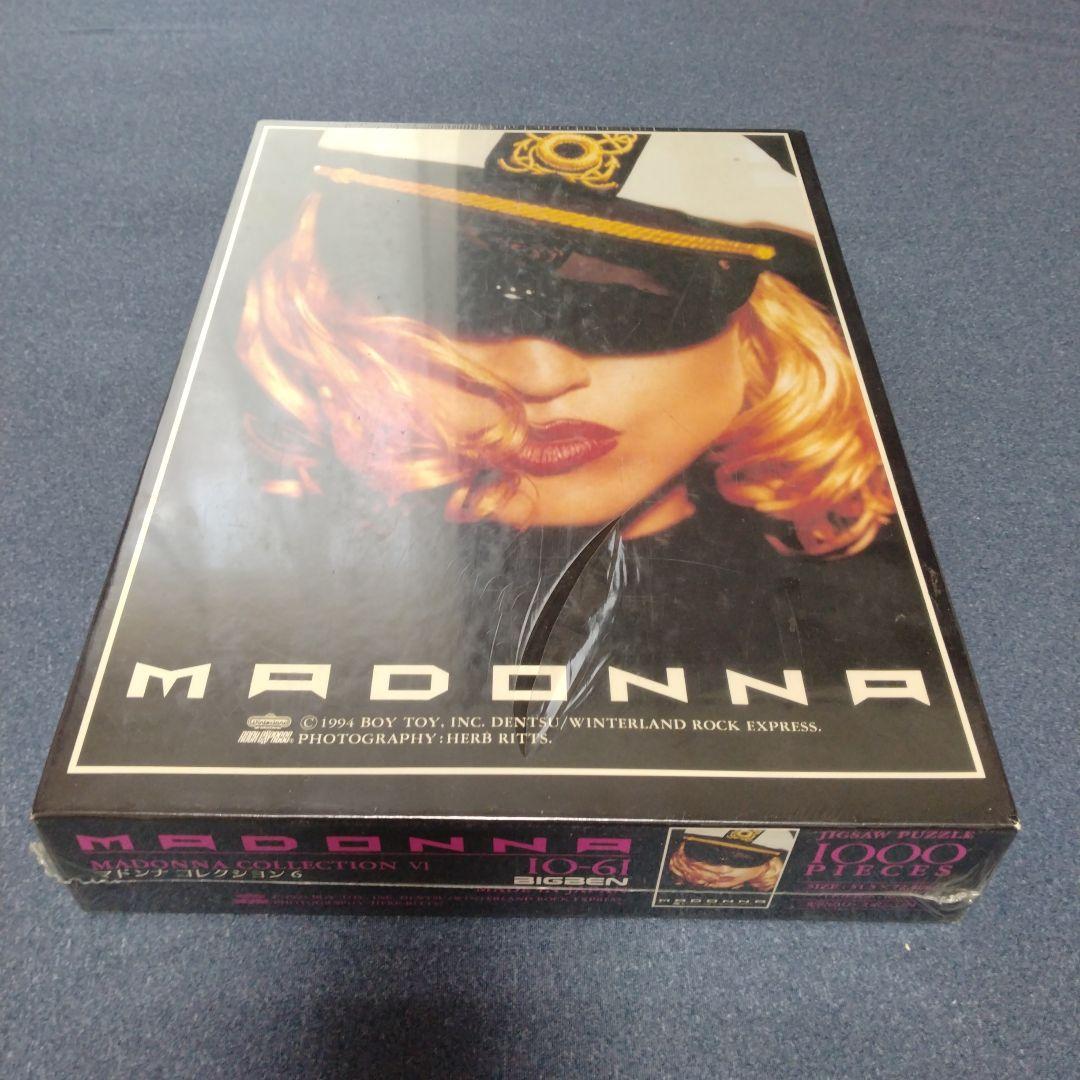 MADONNA
© 1994 BOY TOY, INC. DENTSU/WINTERLAND ROCK EXPRESS.
PHOTOGRAPHY : HERB RITTS.
MADONNA
MADONNA COLLECTION VI
マドンナ コレクション 6
10-61
BIGBEN
MADONNA
JIGSAW PUZZLE
1000
PIECES